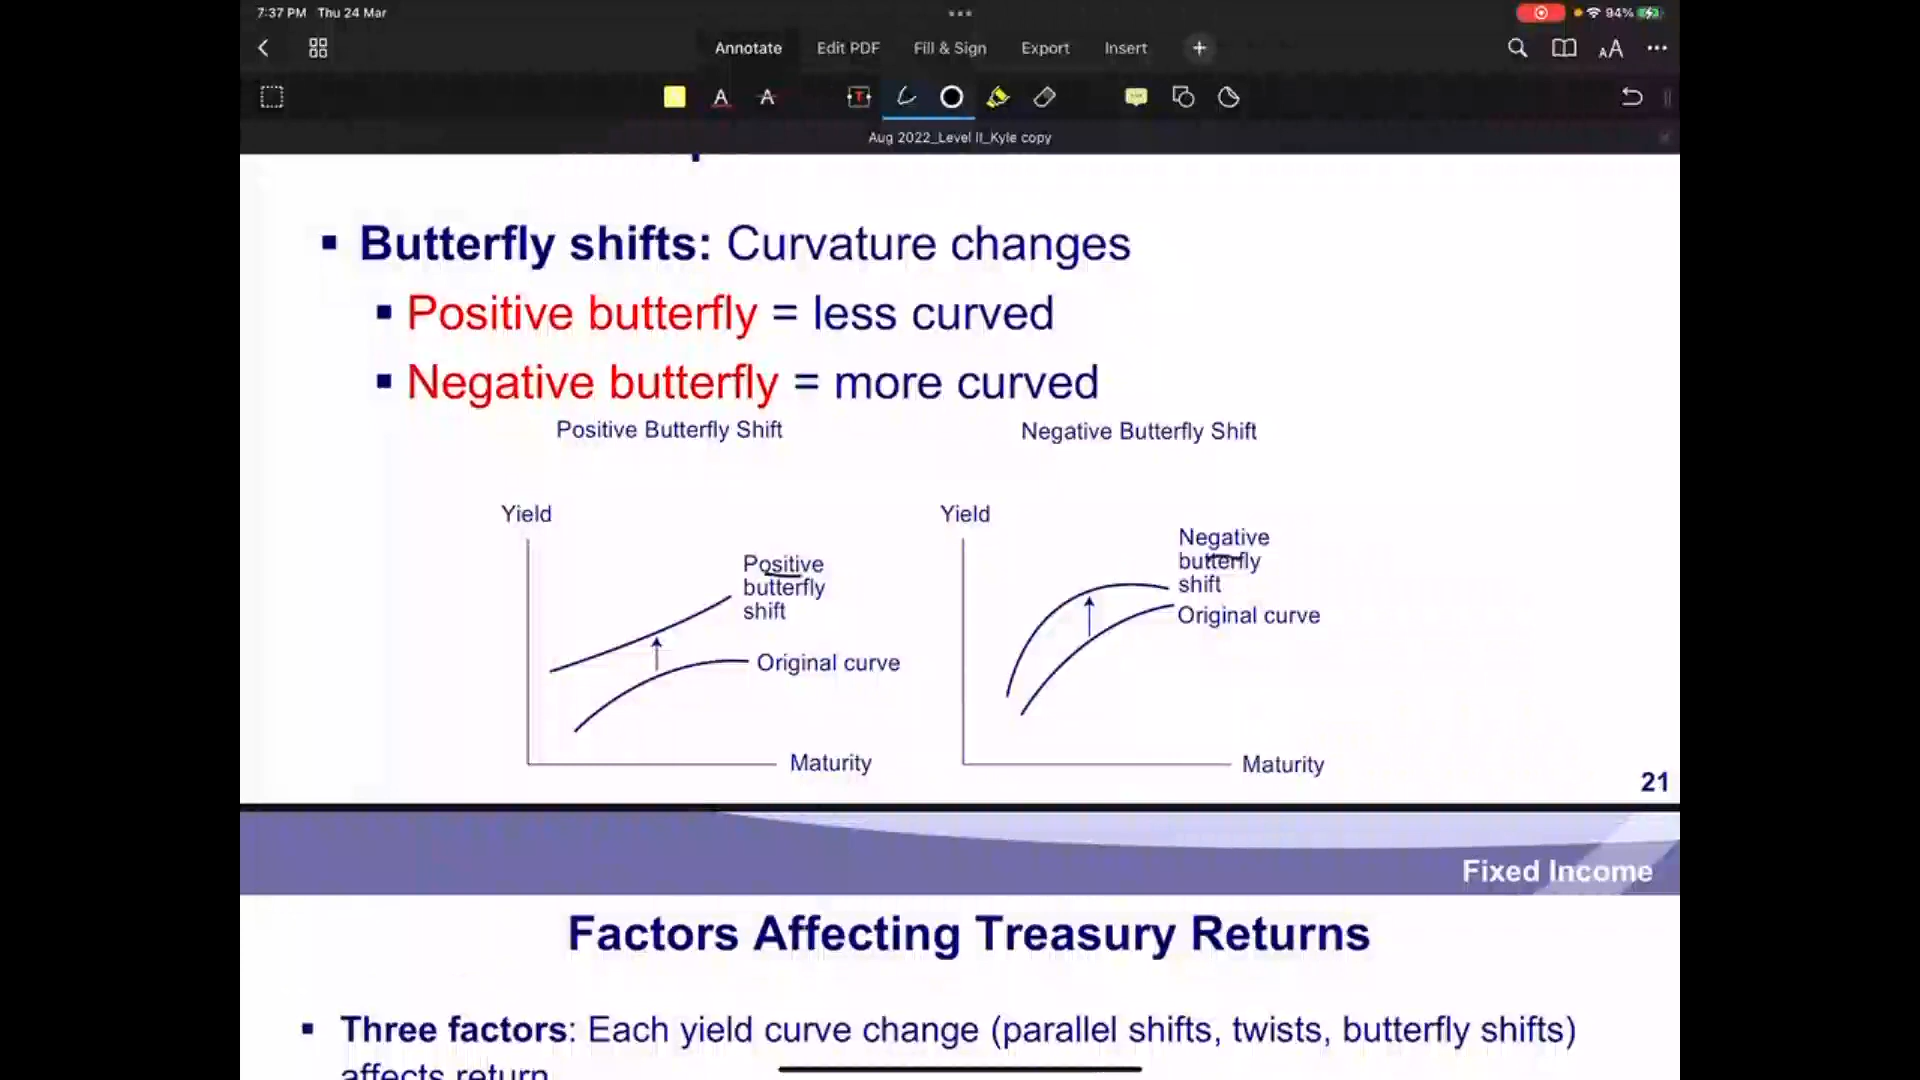 7:37 PM Thu 24 Mar
94%
Annotate Edit PDF Fill & Sign Export Insert
AA
A A T
Aug 2022_Level II_Kyle copy
Butterfly shifts: Curvature changes
Positive butterfly = less curved
Negative butterfly = more curved
Positive Butterfly Shift
Negative Butterfly Shift
Yield
Positive
butterfly
shift
Original curve
Maturity
Yield
Negative
butterfly
shift
Original curve
Maturity
21
Fixed Income
Factors Affecting Treasury Returns
Three factors: Each yield curve change (parallel shifts, twists, butterfly shifts)
affects return